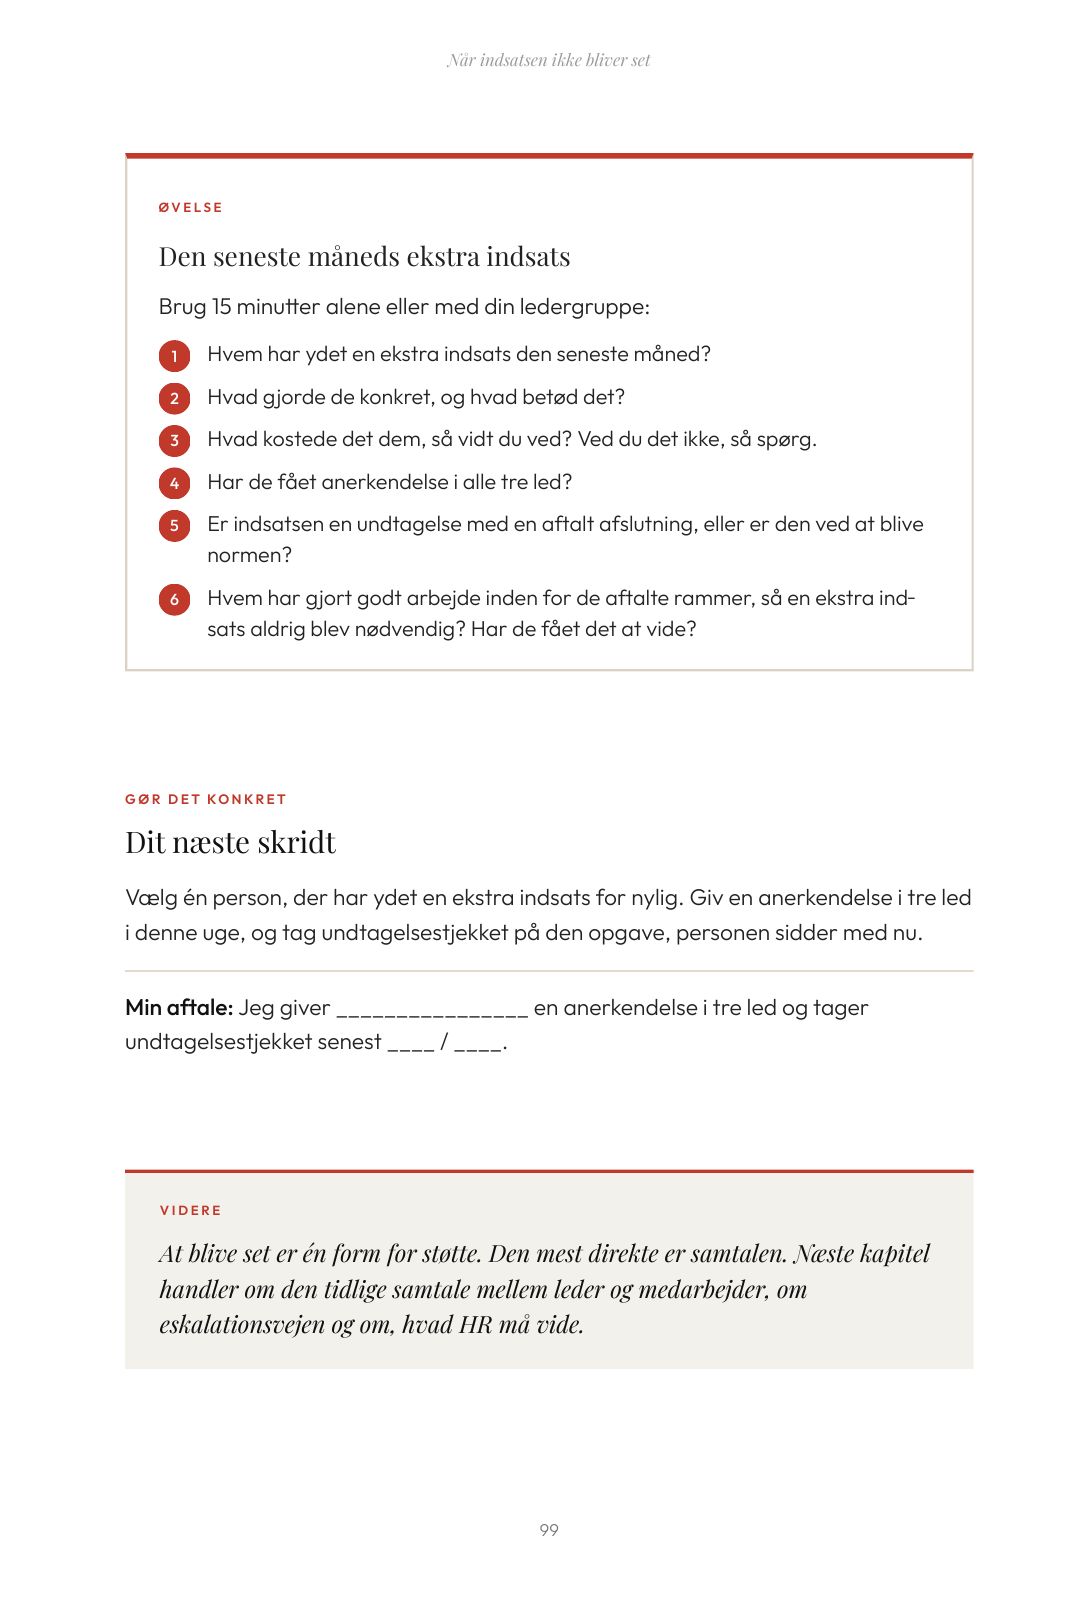 Når indsatsen ikke bliver set
ØVELSE
Den seneste måneds ekstra indsats
Brug 15 minutter alene eller med din ledergruppe:
1 Hvem har ydet en ekstra indsats den seneste måned?
2 Hvad gjorde de konkret, og hvad betød det?
3 Hvad kostede det dem, så vidt du ved? Ved du det ikke, så spørg.
4 Har de fået anerkendelse i alle tre led?
5 Er indsatsen en undtagelse med en aftalt afslutning, eller er den ved at blive
normen?
6 Hvem har gjort godt arbejde inden for de aftalte rammer, så en ekstra ind-
sats aldrig blev nødvendig? Har de fået det at vide?
GØR DET KONKRET
Dit næste skridt
Vælg én person, der har ydet en ekstra indsats for nylig. Giv en anerkendelse i tre led
i denne uge, og tag undtagelsestjekket på den opgave, personen sidder med nu.
Min aftale: Jeg giver ________________ en anerkendelse i tre led og tager
undtagelsestjekket senest ____ / ____.
VIDERE
At blive set er én form for støtte. Den mest direkte er samtalen. Næste kapitel
handler om den tidlige samtale mellem leder og medarbejder, om
eskalationsvejen og om, hvad HR må vide.
99